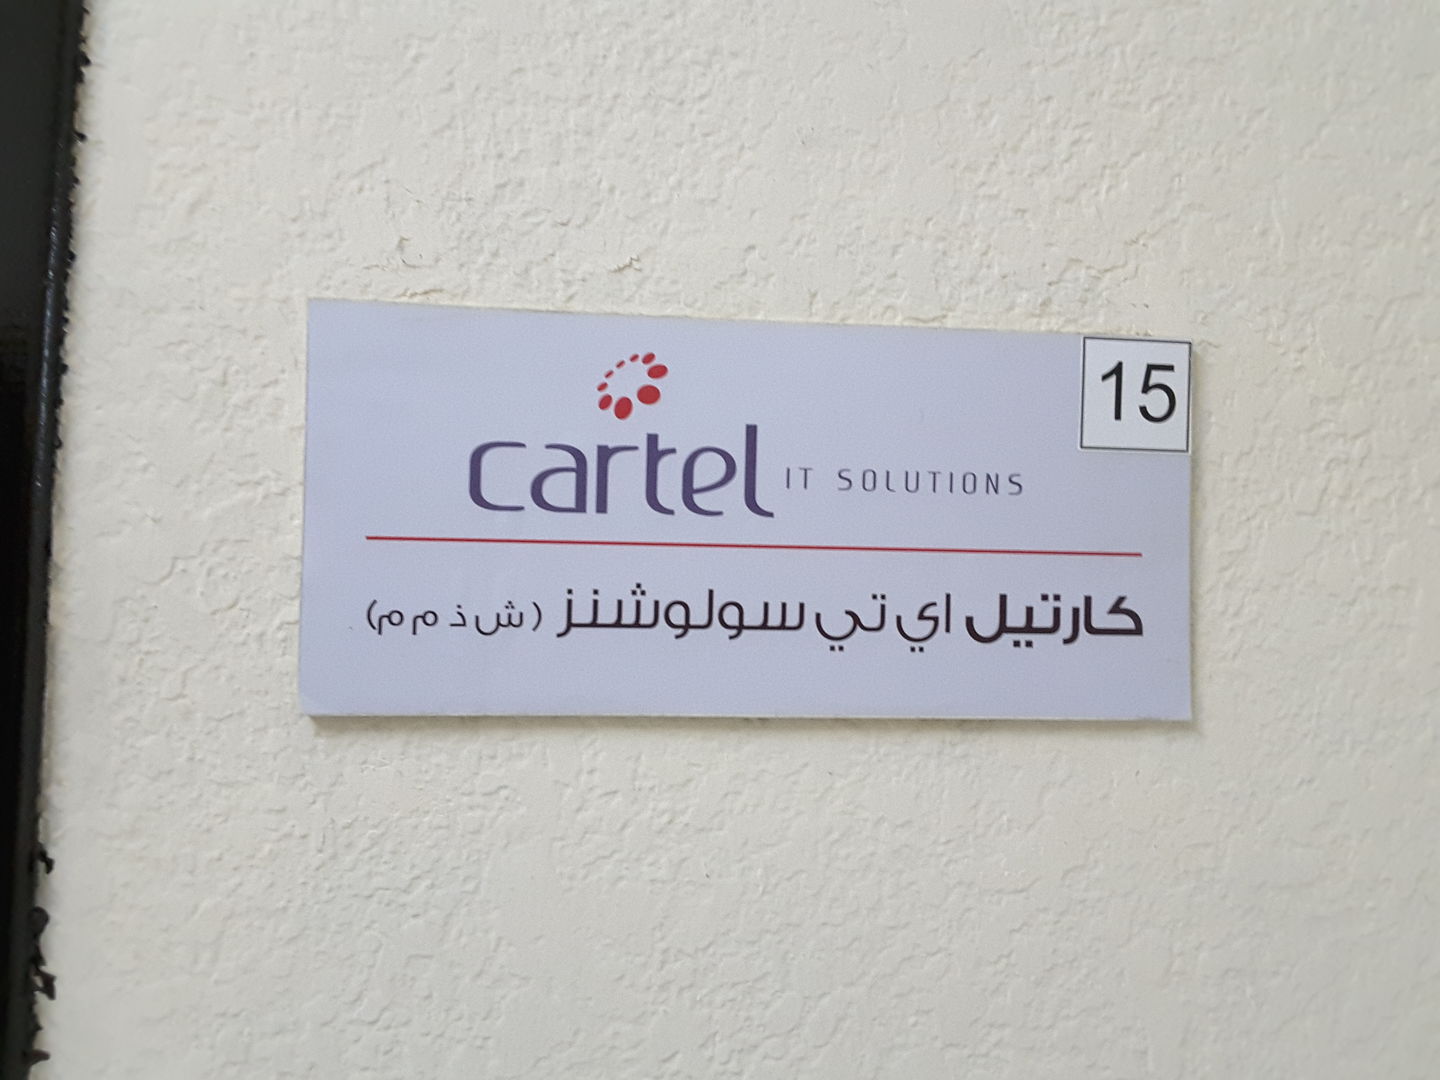 15
cartel IT SOLUTIONS
كارتيل اي تي سولوشنز (ش ذ م م)